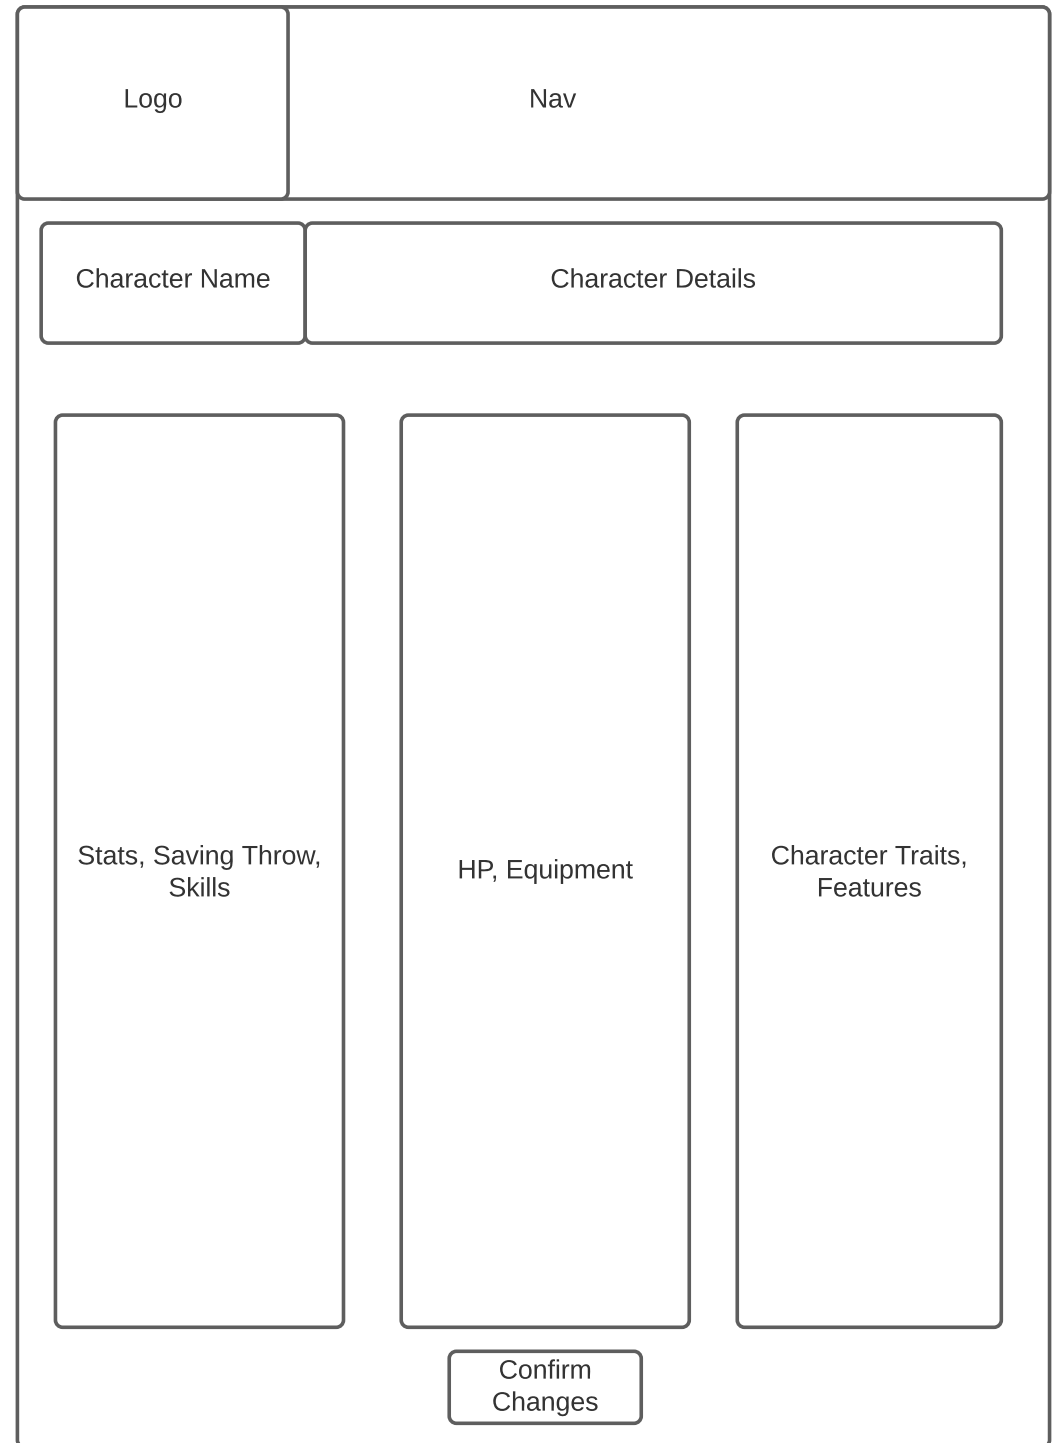 Logo
Nav
Character Name
Character Details
Stats, Saving Throw,
Skills
HP, Equipment
Character Traits,
Features
Confirm
Changes